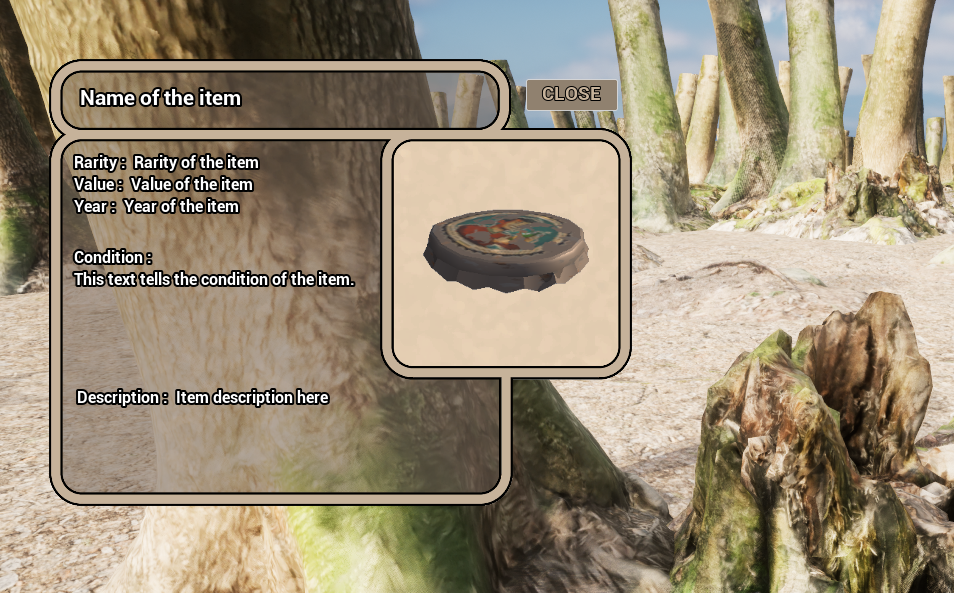 Name of the item
CLOSE
Rarity : Rarity of the item
Value : Value of the item
Year : Year of the item
Condition :
This text tells the condition of the item.
Description : Item description here